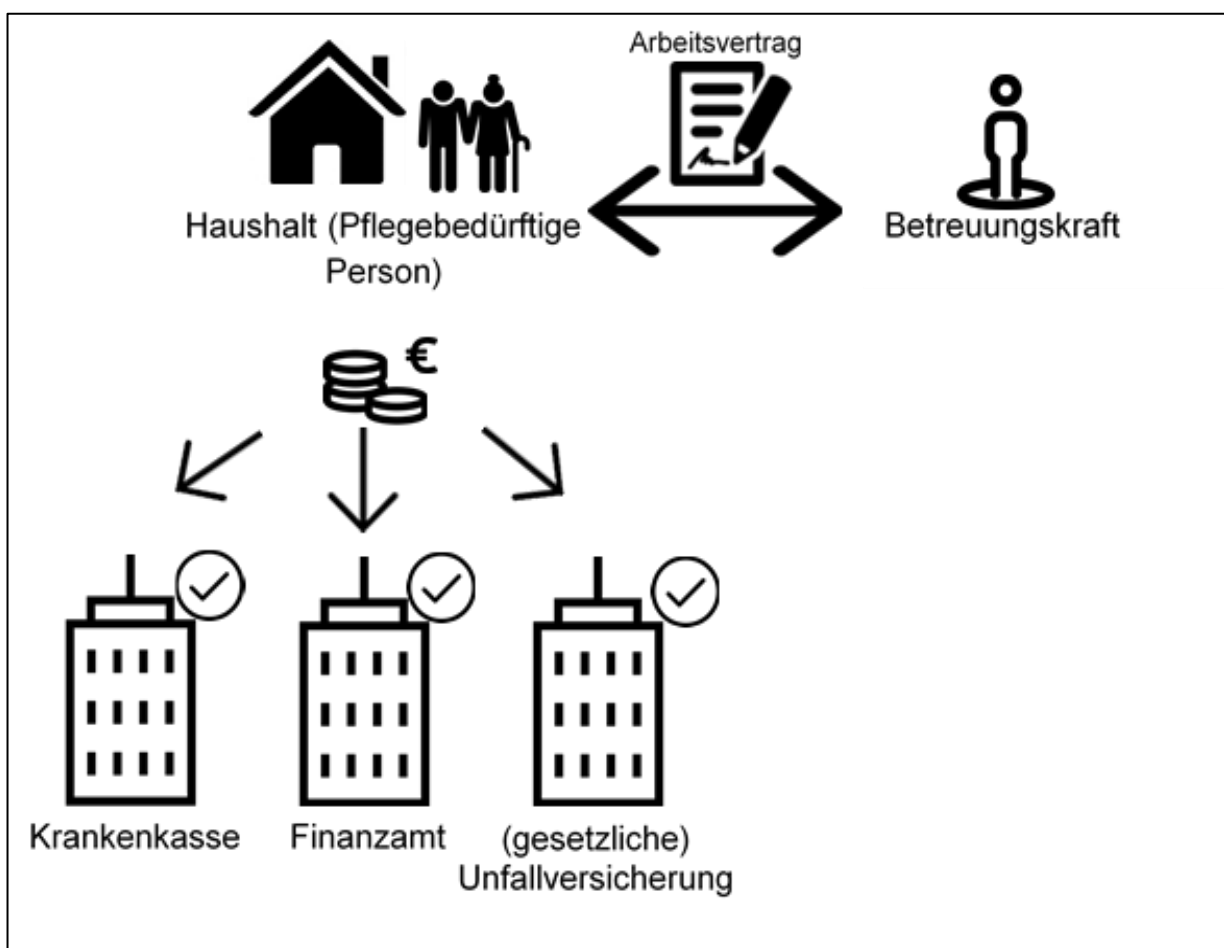 Arbeitsvertrag
Haushalt (Pflegebedürftige
Person)
Betreuungskraft
€
Krankenkasse
Finanzamt
(gesetzliche)
Unfallversicherung